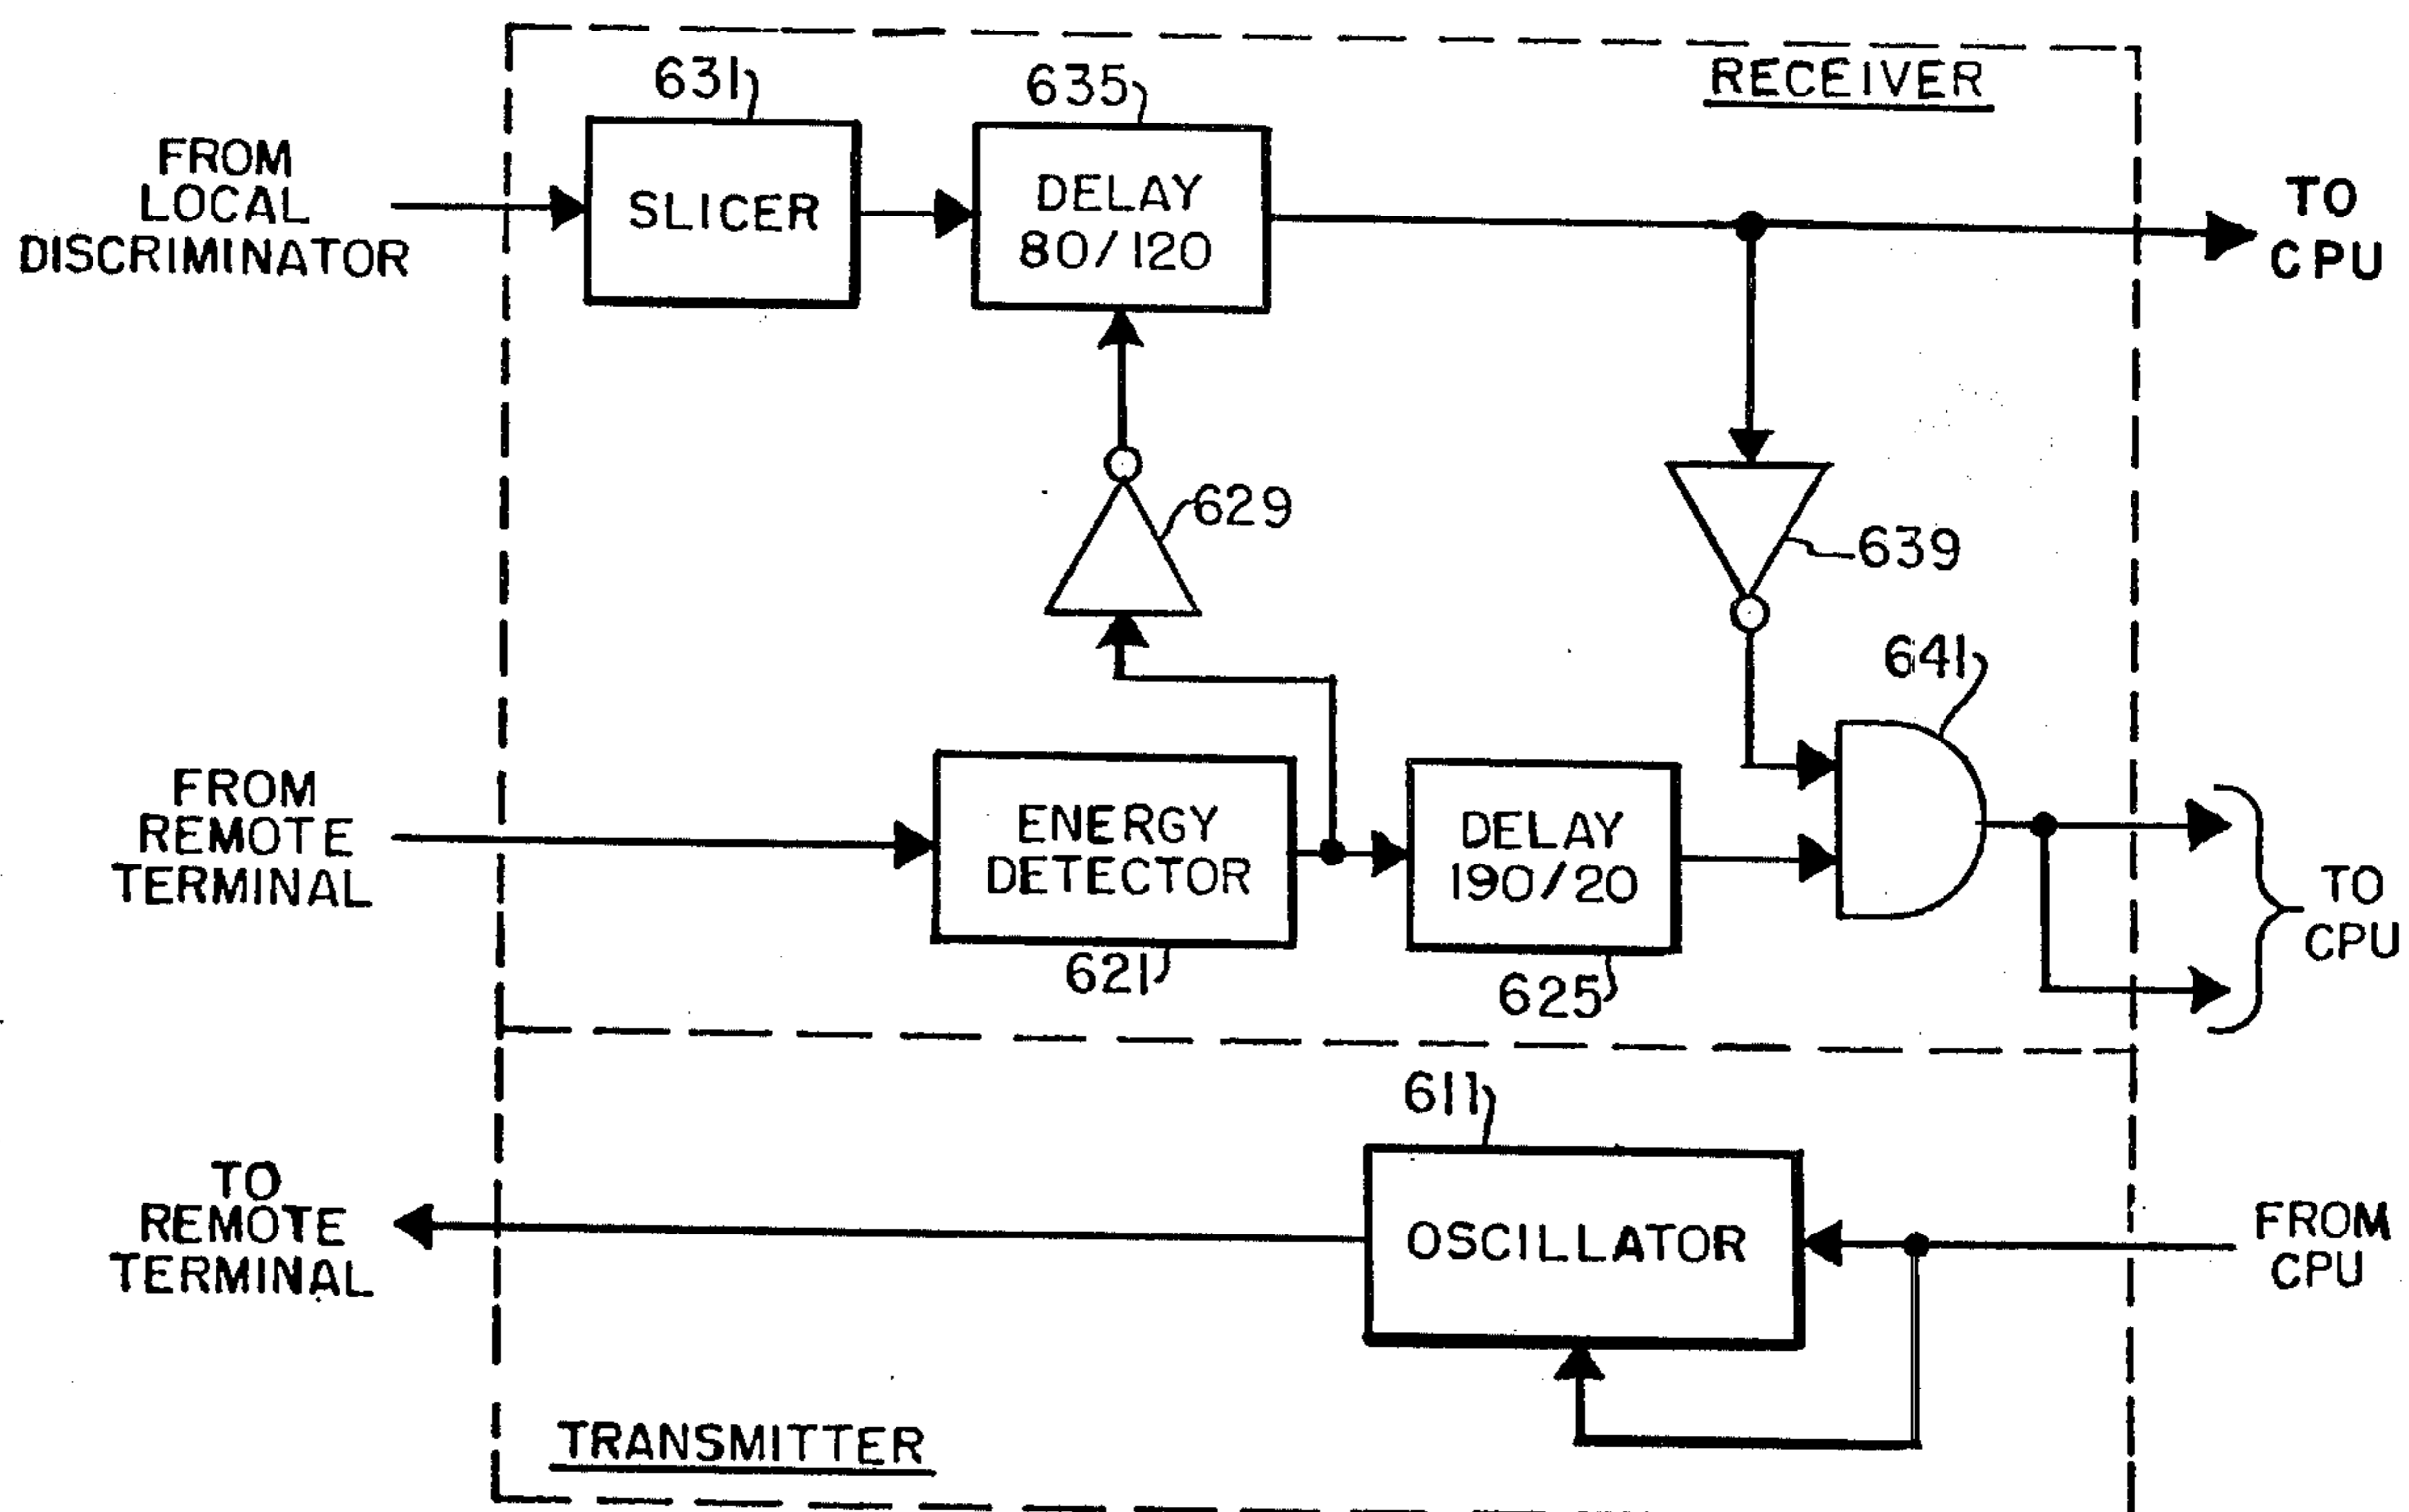 631
635
RECEIVER
FROM
LOCAL
DISCRIMINATOR
SLICER
DELAY
80/120
TO
CPU
629
639
641
FROM
REMOTE
TERMINAL
ENERGY
DETECTOR
DELAY
190/20
TO
CPU
621
625
611
TO
REMOTE
TERMINAL
OSCILLATOR
FROM
CPU
TRANSMITTER